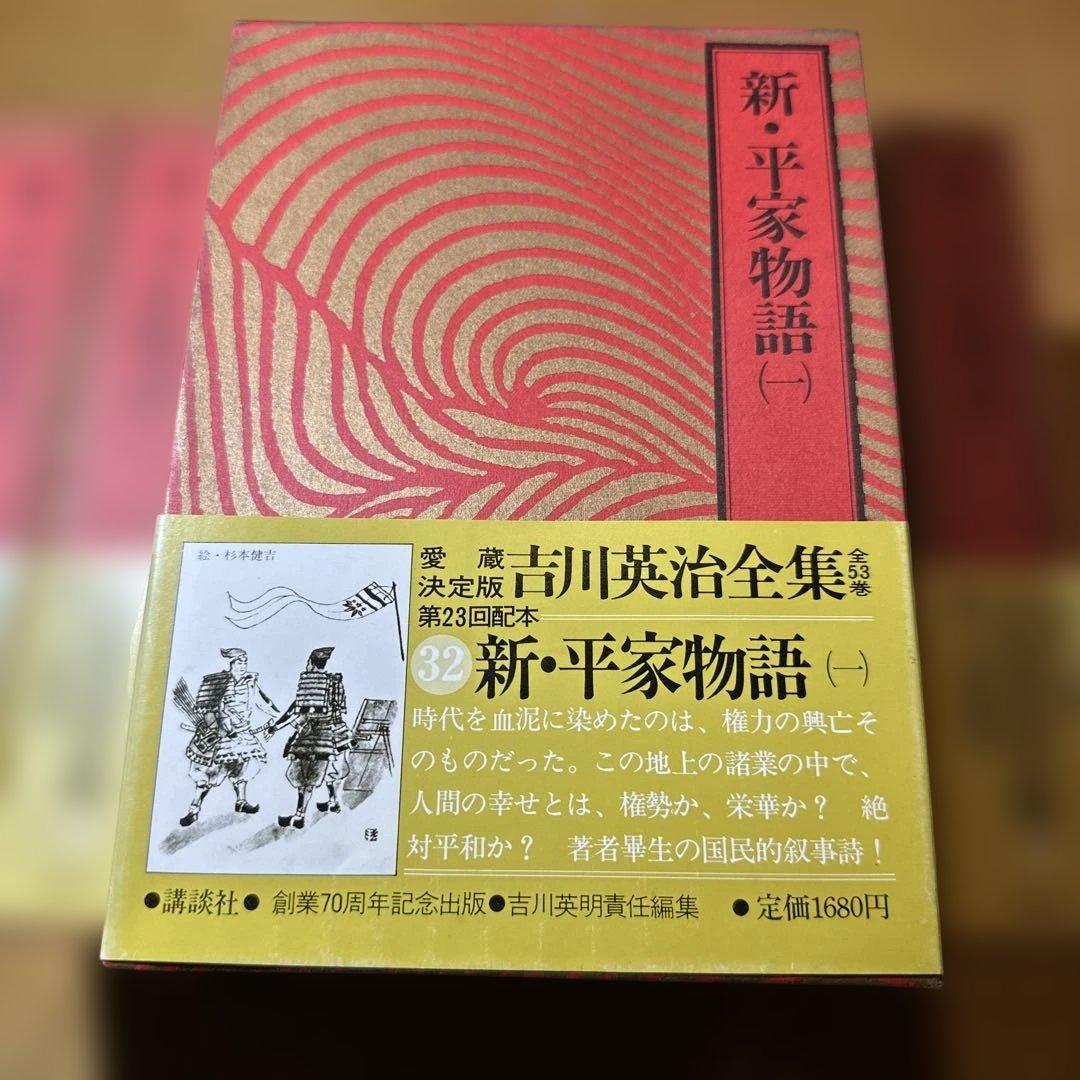 新・平家物語(一)
絵・杉本健吉
愛蔵
決定版
吉川英治全集
全53巻
第23回配本
32 新・平家物語(一)
時代を血泥に染めたのは、権力の興亡そ
のものだった。この地上の諸業の中で、
人間の幸せとは、権勢か、栄華か? 絶
対平和か? 著者畢生の国民的叙事詩!
●講談社● 創業70周年記念出版●吉川英明責任編集 ●定価1680円